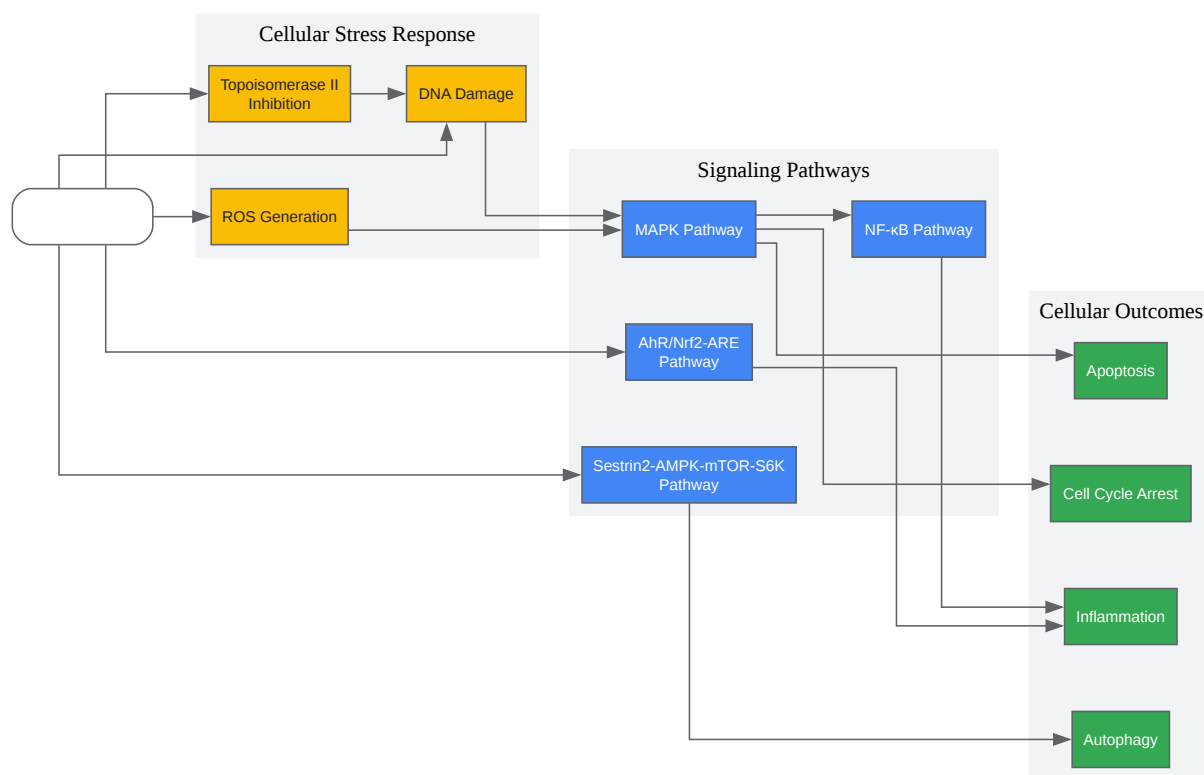 Cellular Stress Response
Topoisomerase II
Inhibition
DNA Damage
ROS Generation
Signaling Pathways
MAPK Pathway
NF-κB Pathway
AhR/Nrf2-ARE
Pathway
Sestrin2-AMPK-mTOR-S6K
Pathway
Cellular Outcomes
Apoptosis
Cell Cycle Arrest
Inflammation
Autophagy